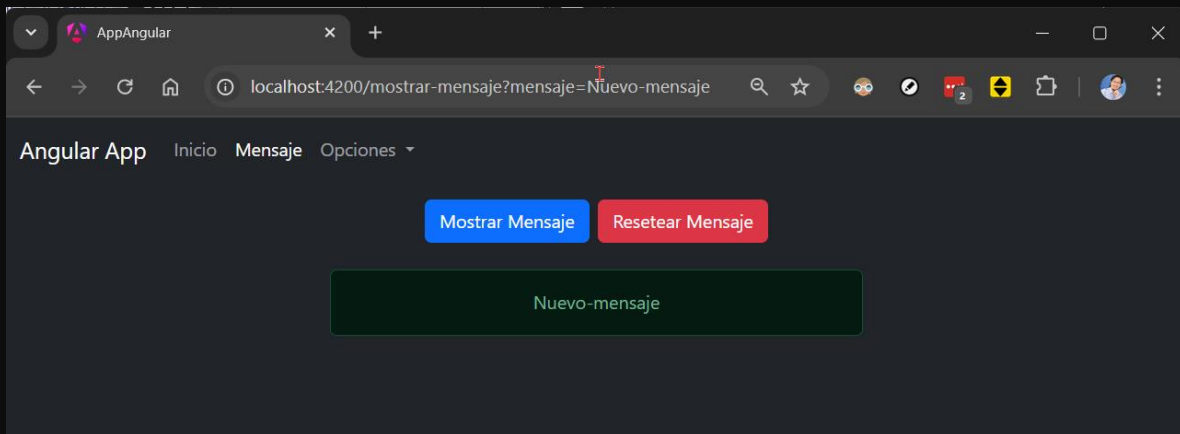 AppAngular
localhost:4200/mostrar-mensaje?mensaje=Nuevo-mensaje
2
Angular App Inicio Mensaje Opciones
Mostrar Mensaje Resetear Mensaje
Nuevo-mensaje